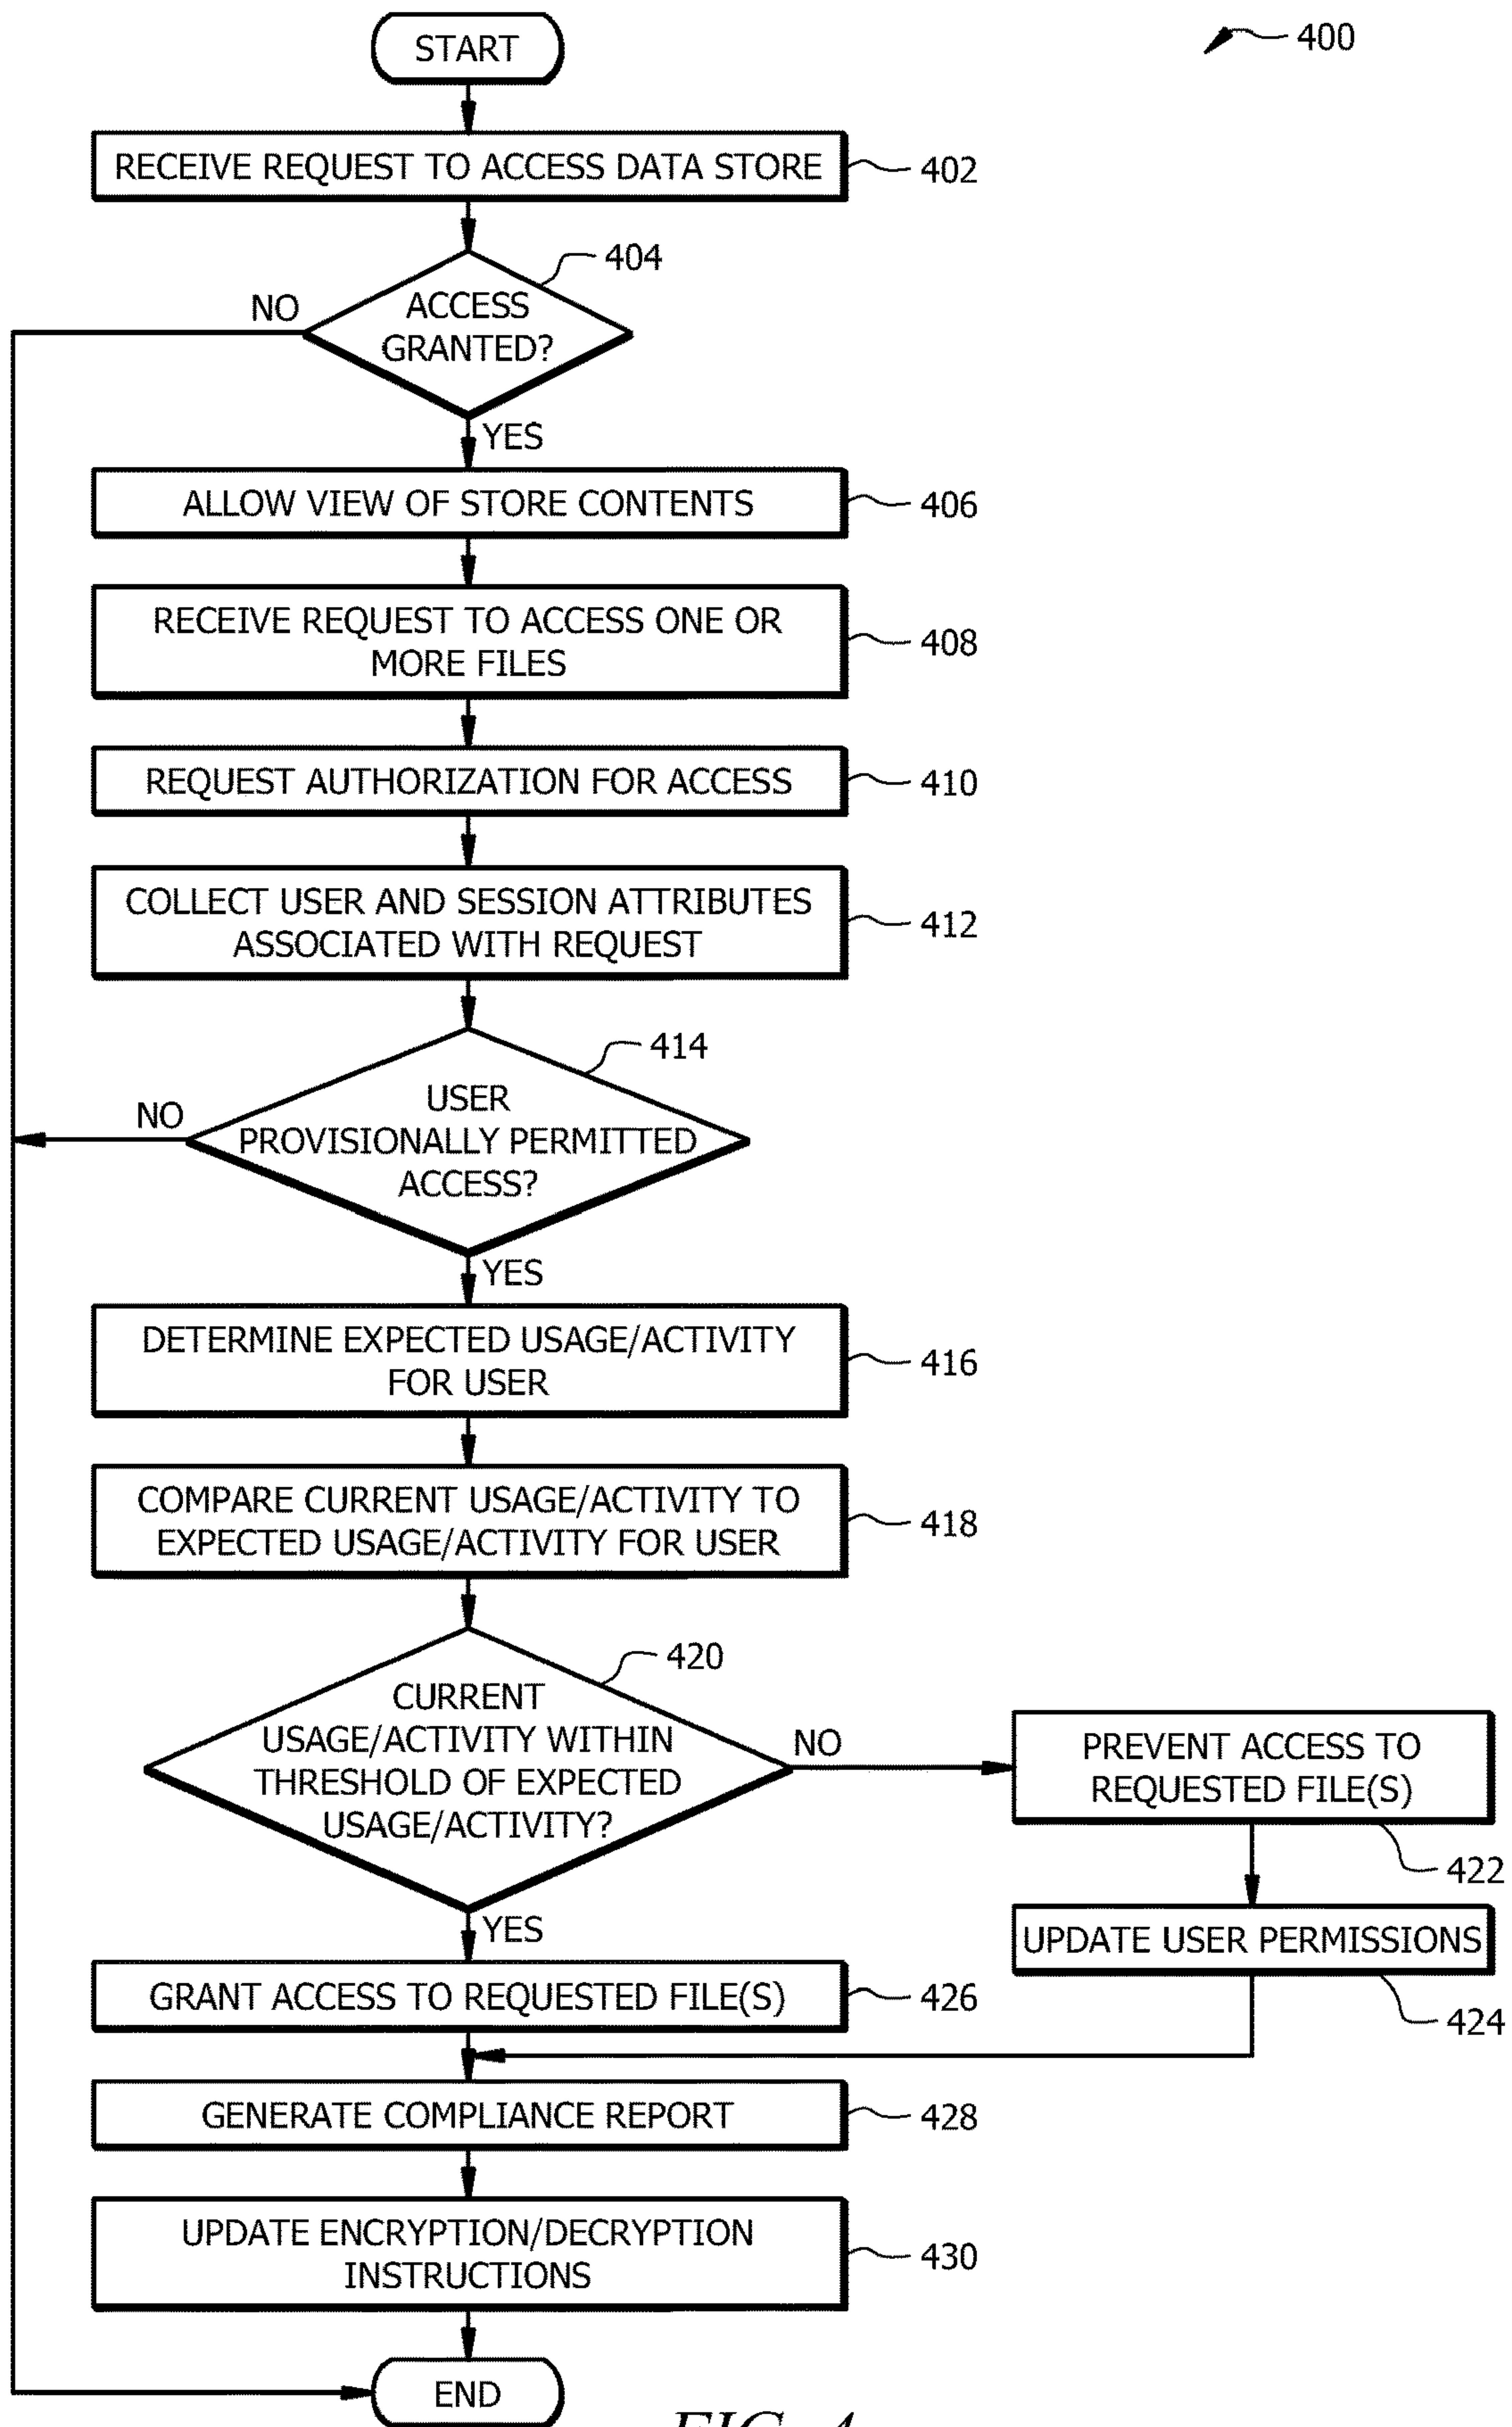 START
400
RECEIVE REQUEST TO ACCESS DATA STORE
402
404
ACCESS
GRANTED?
NO
YES
ALLOW VIEW OF STORE CONTENTS
406
RECEIVE REQUEST TO ACCESS ONE OR
MORE FILES
408
REQUEST AUTHORIZATION FOR ACCESS
410
COLLECT USER AND SESSION ATTRIBUTES
ASSOCIATED WITH REQUEST
412
414
USER
PROVISIONALLY PERMITTED
ACCESS?
NO
YES
DETERMINE EXPECTED USAGE/ACTIVITY
FOR USER
416
COMPARE CURRENT USAGE/ACTIVITY TO
EXPECTED USAGE/ACTIVITY FOR USER
418
420
CURRENT
USAGE/ACTIVITY WITHIN
THRESHOLD OF EXPECTED
USAGE/ACTIVITY?
NO
PREVENT ACCESS TO
REQUESTED FILE(S)
422
YES
UPDATE USER PERMISSIONS
424
GRANT ACCESS TO REQUESTED FILE(S)
426
GENERATE COMPLIANCE REPORT
428
UPDATE ENCRYPTION/DECRYPTION
INSTRUCTIONS
430
END
FIG. 4